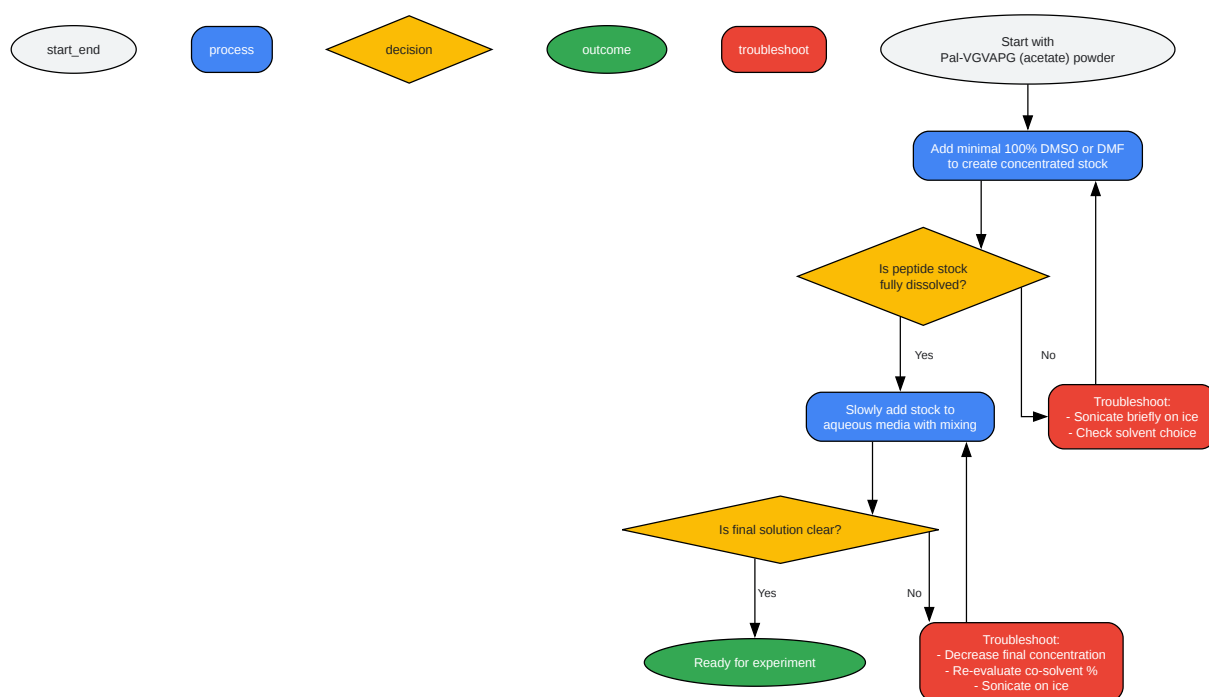 start_end
process
decision
outcome
troubleshoot
Start with
Pal-VGVAPG (acetate) powder
Add minimal 100% DMSO or DMF
to create concentrated stock
Is peptide stock
fully dissolved?
Yes
No
Slowly add stock to
aqueous media with mixing
Troubleshoot:
- Sonicate briefly on ice
- Check solvent choice
Is final solution clear?
Yes
No
Ready for experiment
Troubleshoot:
- Decrease final concentration
- Re-evaluate co-solvent %
- Sonicate on ice